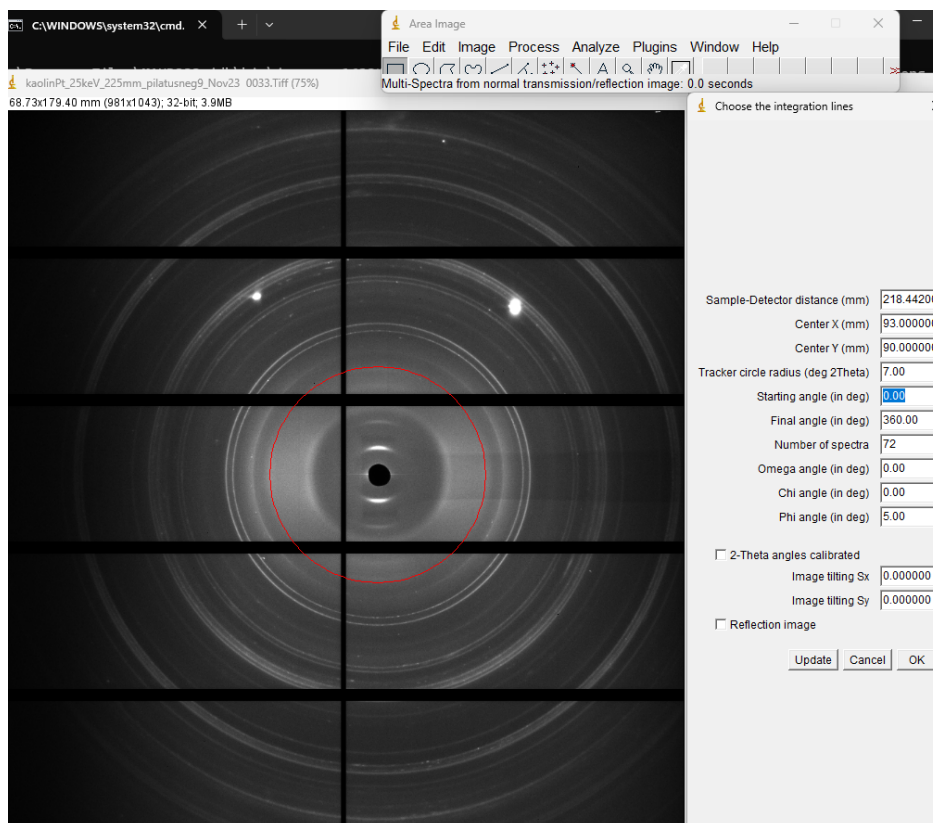 C:\WINDOWS\system32\cmd.
Area Image
File Edit Image Process Analyze Plugins Window Help
kaolinPt_25keV_225mm_pilatusneg9_Nov23 0033.Tiff (75%)
Multi-Spectra from normal transmission/reflection image: 0.0 seconds
68.73x179.40 mm (981x1043); 32-bit; 3.9MB
Choose the integration lines
Sample-Detector distance (mm) 218.44200
Center X (mm) 93.000000
Center Y (mm) 90.000000
Tracker circle radius (deg 2Theta) 7.00
Starting angle (in deg) 0.00
Final angle (in deg) 360.00
Number of spectra 72
Omega angle (in deg) 0.00
Chi angle (in deg) 0.00
Phi angle (in deg) 5.00
2-Theta angles calibrated
Image tilting Sx 0.000000
Image tilting Sy 0.000000
Reflection image
Update Cancel OK